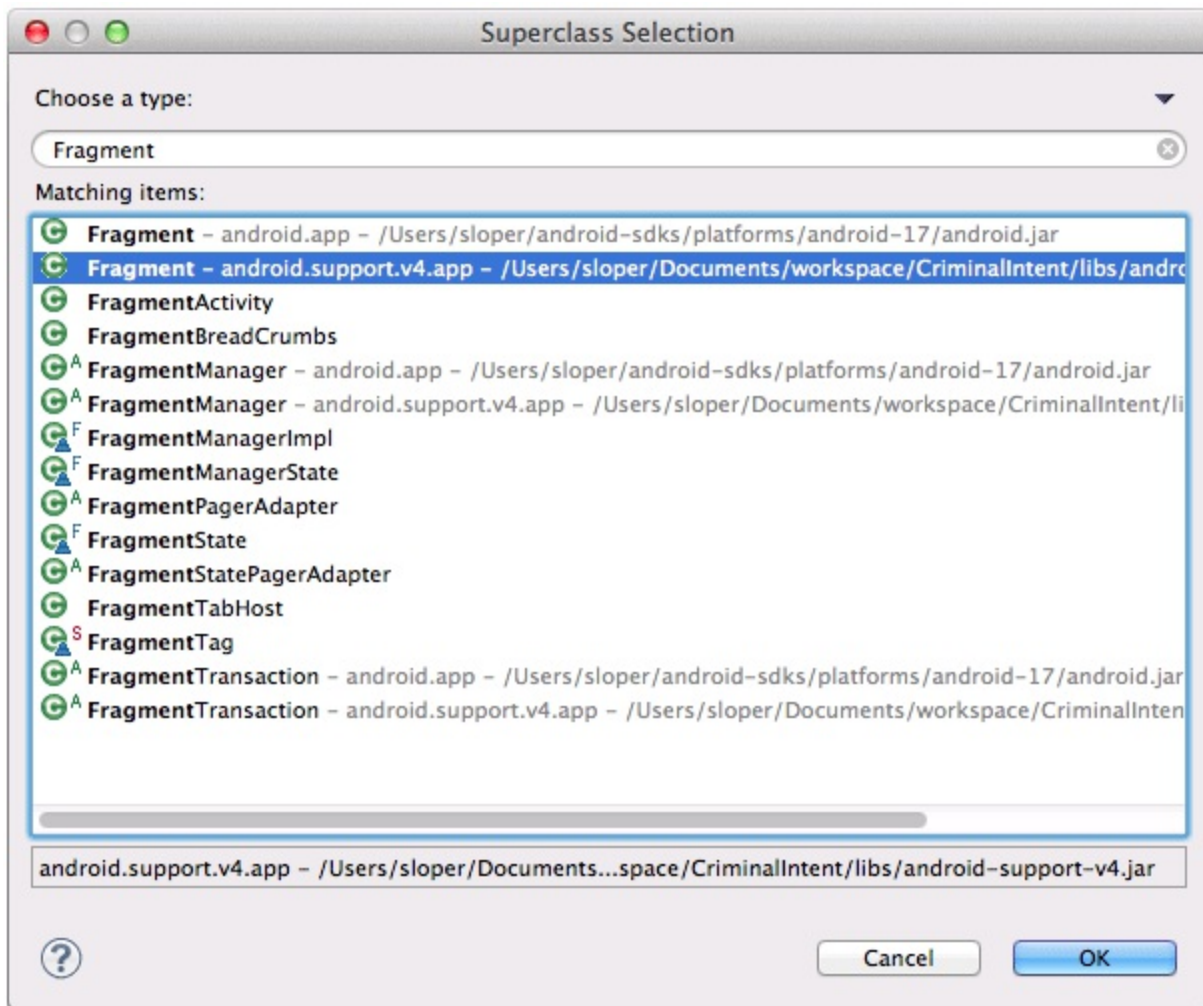 Superclass Selection
Choose a type:
Fragment
Matching items:
Fragment – android.app – /Users/sloper/android-sdks/platforms/android-17/android.jar
Fragment – android.support.v4.app – /Users/sloper/Documents/workspace/CriminalIntent/libs/andro
FragmentActivity
FragmentBreadCrumbs
A FragmentManager – android.app – /Users/sloper/android-sdks/platforms/android-17/android.jar
A FragmentManager – android.support.v4.app – /Users/sloper/Documents/workspace/CriminalIntent/li
F FragmentManagerImpl
F FragmentManagerState
A FragmentPagerAdapter
F FragmentState
A FragmentStatePagerAdapter
FragmentTabHost
S FragmentTag
A FragmentTransaction – android.app – /Users/sloper/android-sdks/platforms/android-17/android.jar
A FragmentTransaction – android.support.v4.app – /Users/sloper/Documents/workspace/CriminalInten
android.support.v4.app – /Users/sloper/Documents...space/CriminalIntent/libs/android-support-v4.jar
? Cancel OK